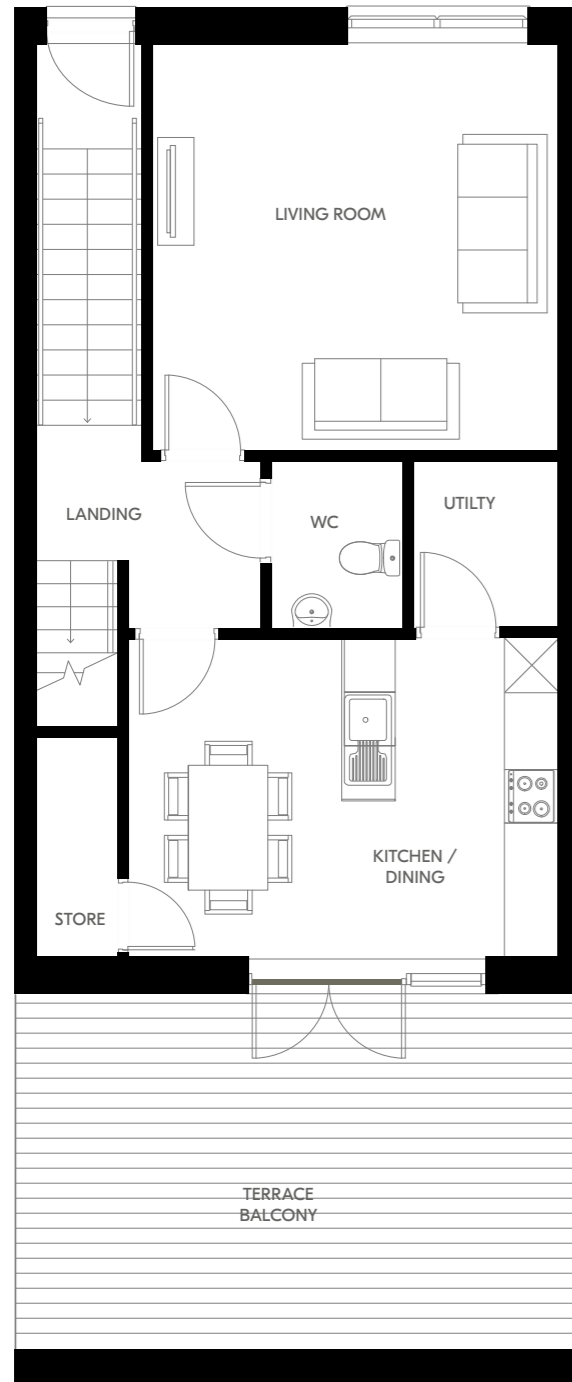 LIVING ROOM
LANDING
WC
UTILTY
KITCHEN /
DINING
STORE
TERRACE
BALCONY